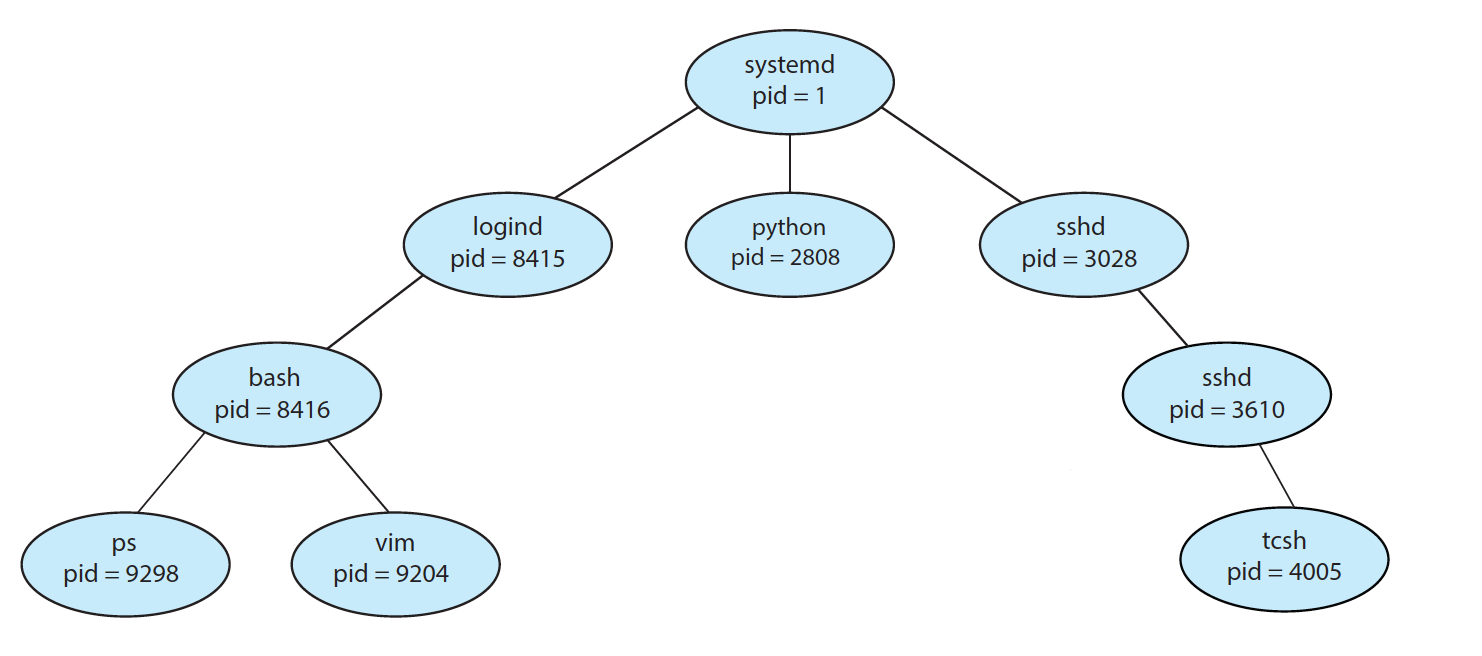 systemd
pid = 1
logind
pid = 8415
python
pid = 2808
sshd
pid = 3028
bash
pid = 8416
sshd
pid = 3610
ps
pid = 9298
vim
pid = 9204
tcsh
pid = 4005